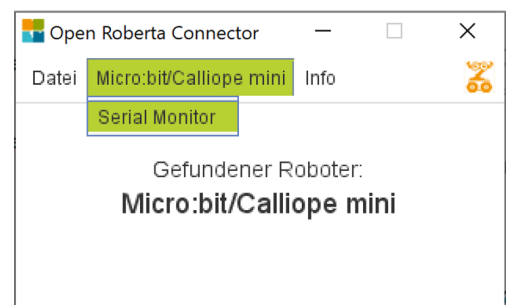 Open Roberta Connector
Datei Micro:bit/Calliope mini Info
Serial Monitor
Gefundener Roboter:
Micro:bit/Calliope mini